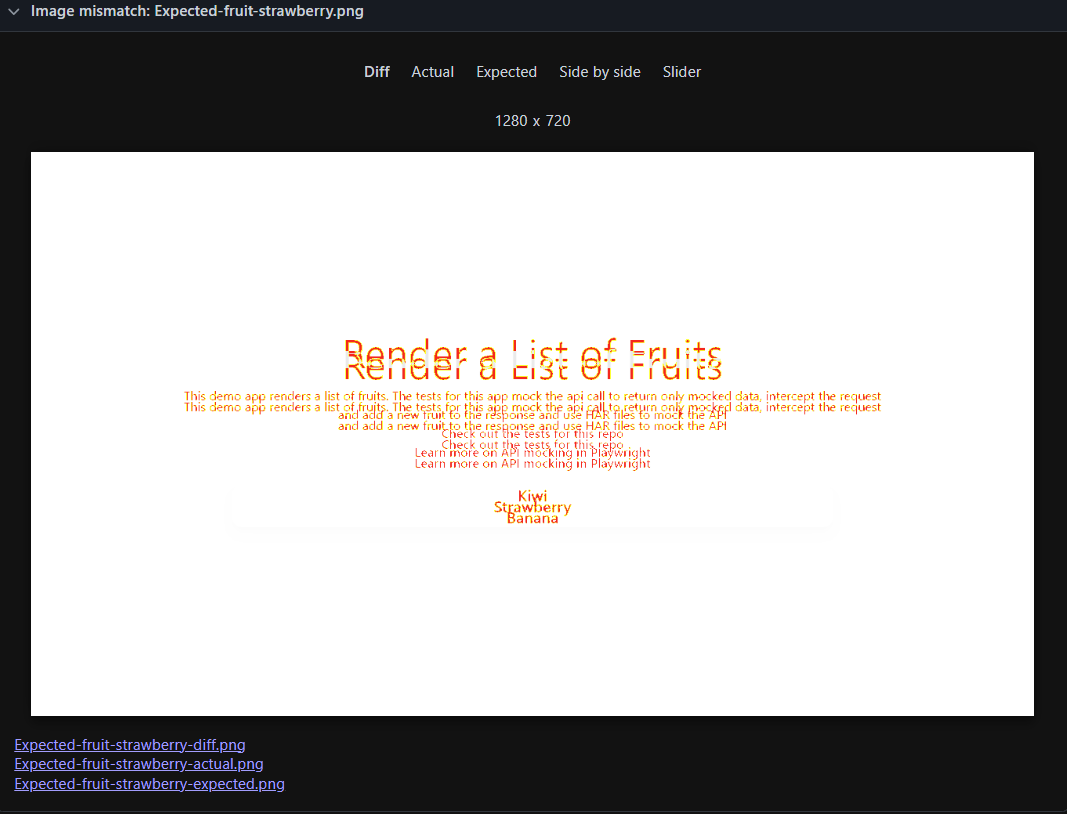 Image mismatch: Expected-fruit-strawberry.png
Diff Actual Expected Side by side Slider
1280 x 720
Render a List of Fruits
Render a List of Fruits
This demo app renders a list of fruits. The tests for this app mock the api call to return only mocked data, intercept the request
This demo app renders a list of fruits. The tests for this app mock the api call to return only mocked data, intercept the request
and add a new fruit to the response and use HAR files to mock the API
and add a new fruit to the response and use HAR files to mock the API
Check out the tests for this repo
Check out the tests for this repo
Learn more on API mocking in Playwright
Learn more on API mocking in Playwright
Kiwi
Strawberry
Banana
Expected-fruit-strawberry-diff.png
Expected-fruit-strawberry-actual.png
Expected-fruit-strawberry-expected.png